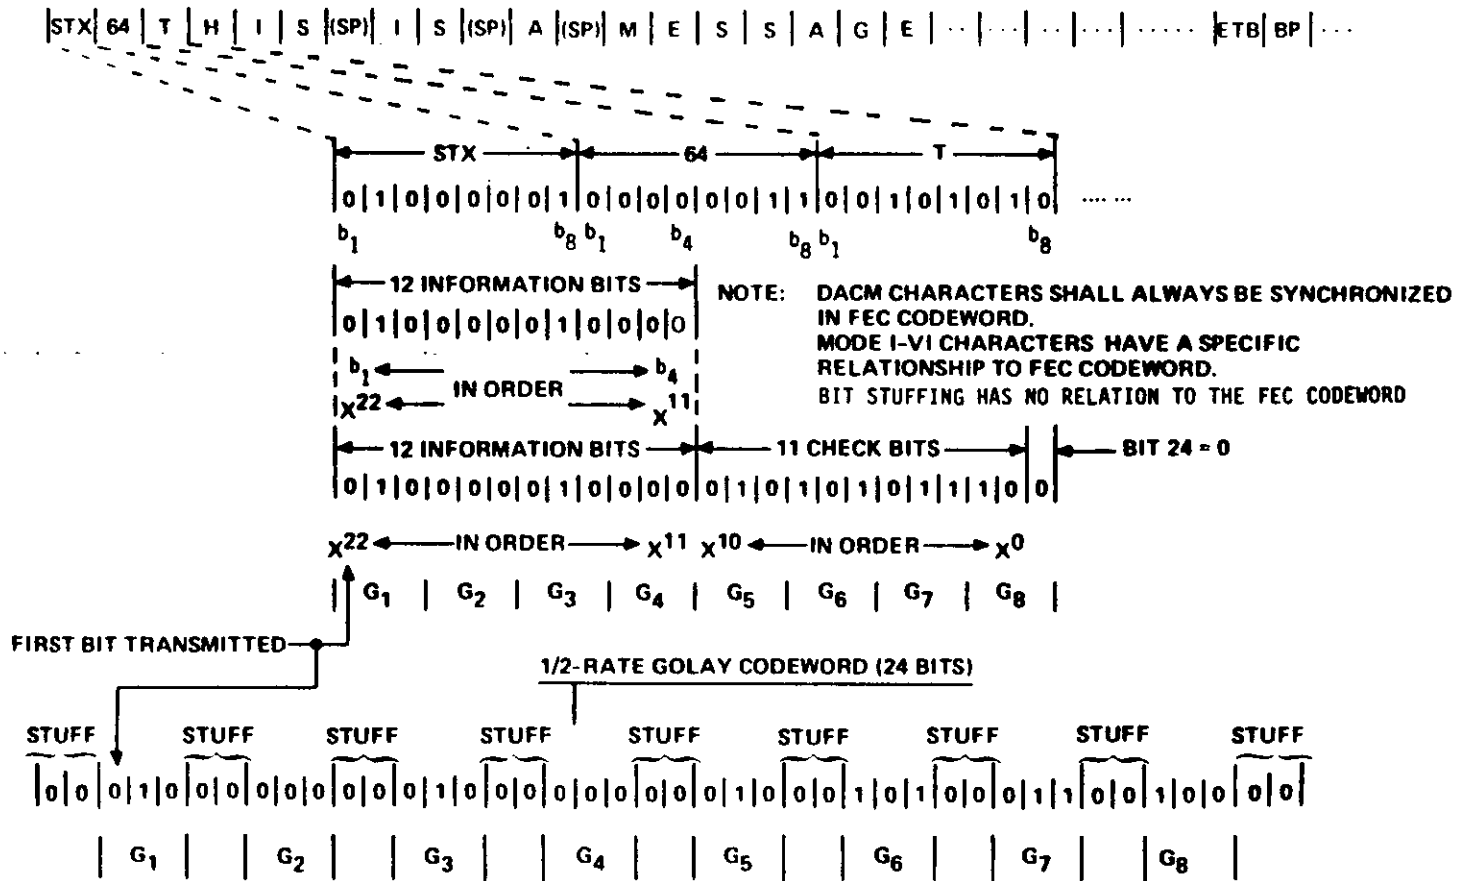 |STX| 64 | T | H | I | S |(SP)| I | S |(SP)| A |(SP)| M | E | S | S | A | G | E | ·· | ··· | ·· | ··· | ····· |ETB| BP | ···
STX 64 T
|0|1|0|0|0|0|0|1|0|0|0|0|0|0|1|1|0|0|1|0|1|0|1|0| ···· ···
b1 b8 b1 b4 b8 b1 b8
12 INFORMATION BITS
NOTE: DACM CHARACTERS SHALL ALWAYS BE SYNCHRONIZED
IN FEC CODEWORD.
MODE I-VI CHARACTERS HAVE A SPECIFIC
RELATIONSHIP TO FEC CODEWORD.
BIT STUFFING HAS NO RELATION TO THE FEC CODEWORD
|0|1|0|0|0|0|0|1|0|0|0|0
b1 IN ORDER b4
X22 X11
12 INFORMATION BITS 11 CHECK BITS BIT 24 = 0
|0|1|0|0|0|0|0|1|0|0|0|0|0|1|0|1|0|1|0|1|1|1|0|0|
X22 IN ORDER X11 X10 IN ORDER X0
| G1 | G2 | G3 | G4 | G5 | G6 | G7 | G8 |
FIRST BIT TRANSMITTED
1/2-RATE GOLAY CODEWORD (24 BITS)
STUFF STUFF STUFF STUFF STUFF STUFF STUFF STUFF STUFF
|0|0|0|1|0|0|0|0|0|0|0|0|0|1|0|0|0|0|0|0|0|0|0|1|0|0|0|1|0|1|0|0|0|1|1|0|0|1|0|0|0|0|
| G1 | | G2 | | G3 | | G4 | | G5 | | G6 | | G7 | | G8 |